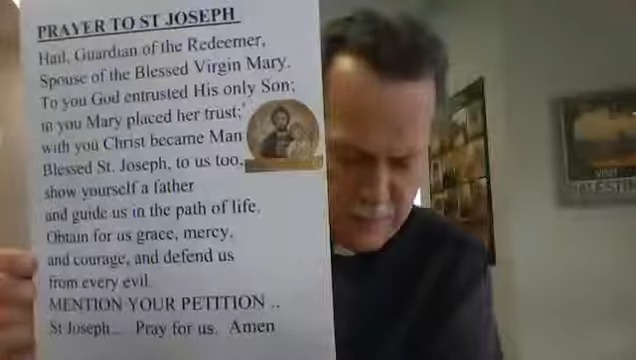 PRAYER TO ST JOSEPH
Hail, Guardian of the Redeemer,
Spouse of the Blessed Virgin Mary.
To you God entrusted His only Son;
in you Mary placed her trust;
with you Christ became Man
Blessed St. Joseph, to us too,
show yourself a father
and guide us in the path of life.
Obtain for us grace, mercy,
and courage, and defend us
from every evil.
MENTION YOUR PETITION ..
St Joseph... Pray for us. Amen
VISIT
PALESTINE